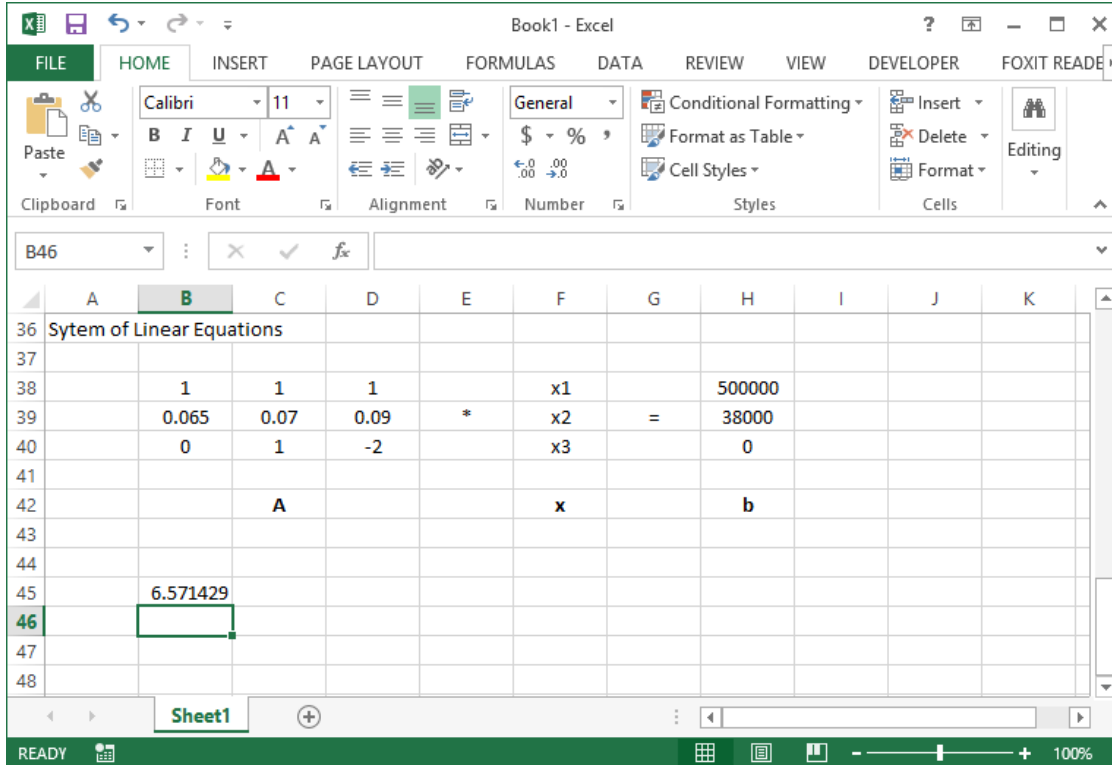 Book1 - Excel ?
FILE HOME INSERT PAGE LAYOUT FORMULAS DATA REVIEW VIEW DEVELOPER FOXIT READE
Paste
Calibri 11
B I U A A
A
General
$ % ,
.0 .00
.00 .0
Conditional Formatting
Format as Table
Cell Styles
Insert
Delete
Format
Editing
Clipboard Font Alignment Number Styles Cells
B46 fx
A B C D E F G H I J K
36 Sytem of Linear Equations
37
38 1 1 1 x1 500000
39 0.065 0.07 0.09 * x2 = 38000
40 0 1 -2 x3 0
41
42 A x b
43
44
45 6.571429
46
47
48
Sheet1
READY 100%